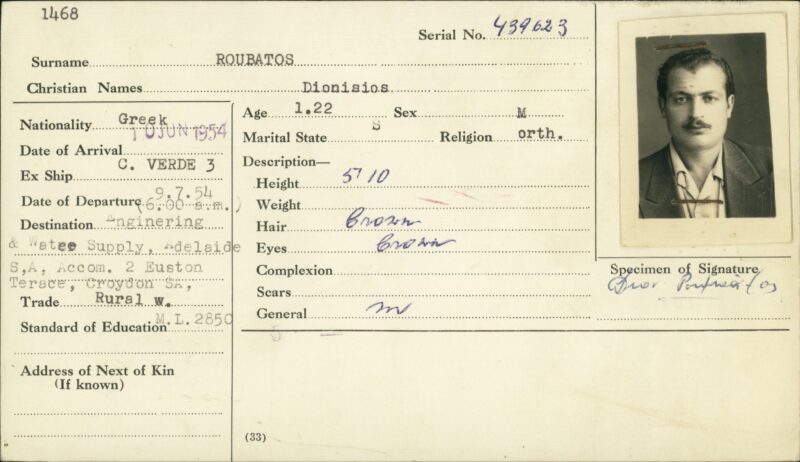 1468
Serial No. 439623
Surname ROUBATOS
Christian Names Dionisios
Nationality Greek
Date of Arrival 10 JUN 1954
Ex Ship C. VERDE 3
Date of Departure 9.7.54
(6.00 a.m.)
Destination Enginering
& Water Supply, Adelaide
S,A, Accom. 2 Euston
Terace, Croydon SA,
Trade Rural w.
Standard of Education M.L. 2850
Address of Next of Kin
(If known)
Age 1.22 Sex M
Marital State S Religion orth.
Description—
Height 5'10
Weight
Hair Brown
Eyes Brown
Complexion
Scars
General
(33)
Specimen of Signature